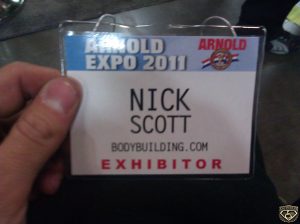 ARNOLD ARNOLD
EXPO 2011
NICK
SCOTT
BODYBUILDING.COM
EXHIBITOR